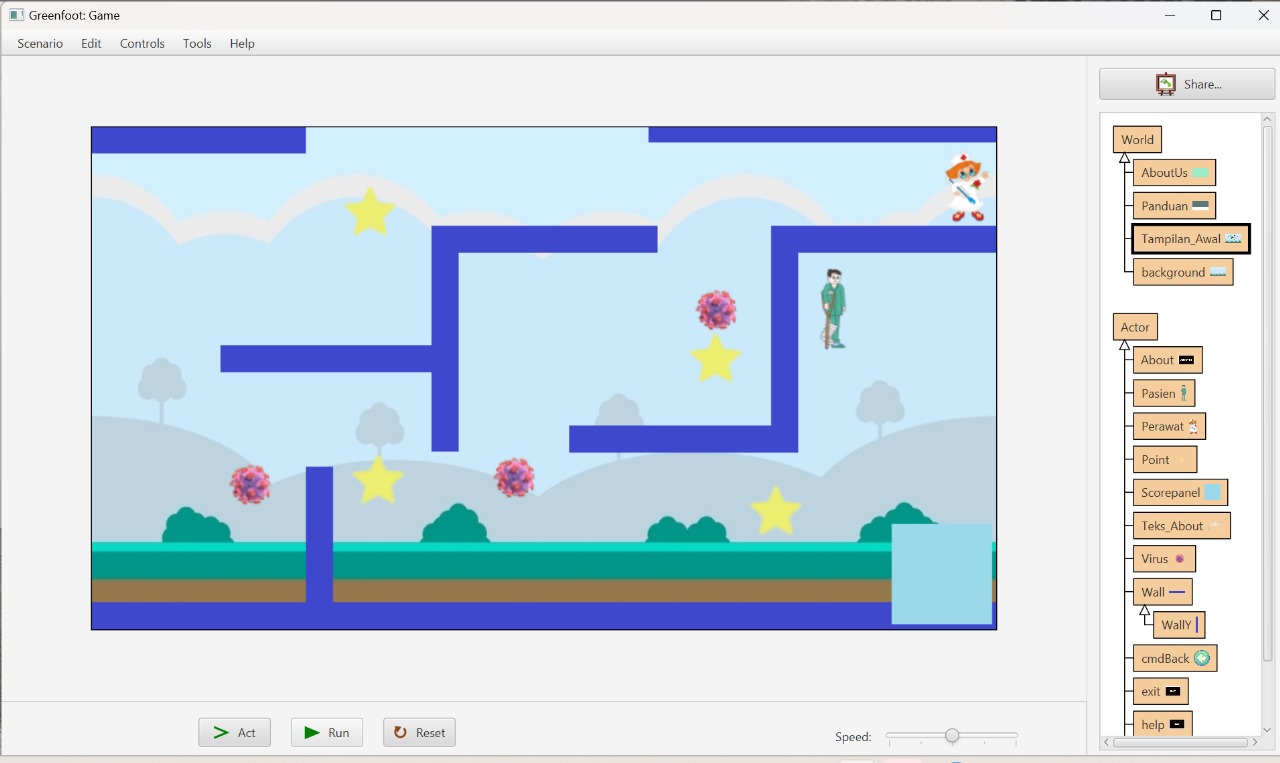 Greenfoot: Game
Scenario Edit Controls Tools Help
Share...
World
AboutUs
Panduan
Tampilan_Awal
background
Actor
About
Pasien
Perawat
Point
Scorepanel
Teks_About
Virus
Wall
WallY
cmdBack
exit
help
Act Run Reset Speed: